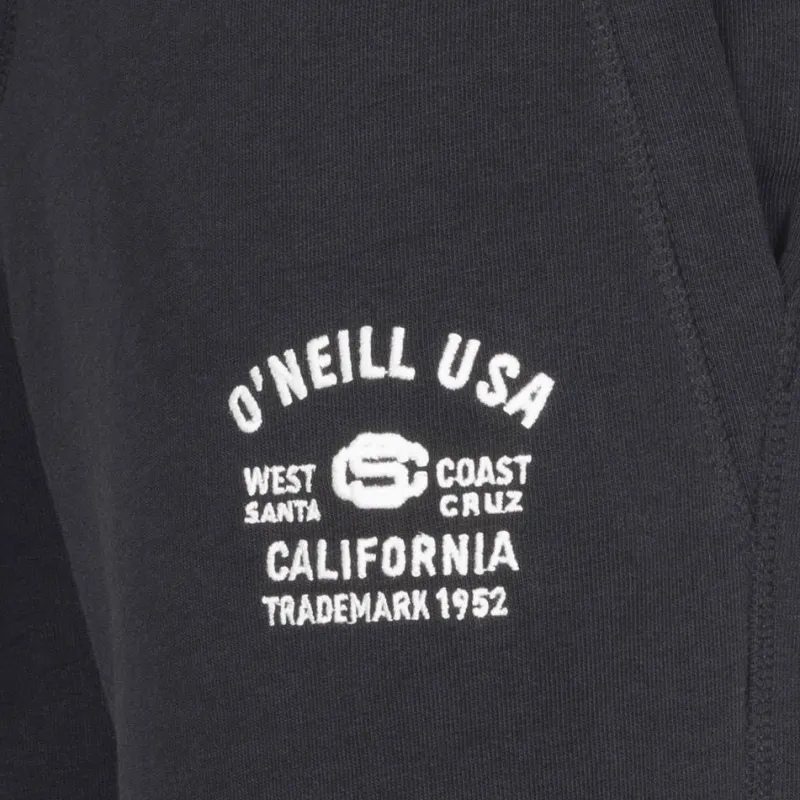 O'NEILL USA
WEST SC COAST
SANTA CRUZ
CALIFORNIA
TRADEMARK 1952